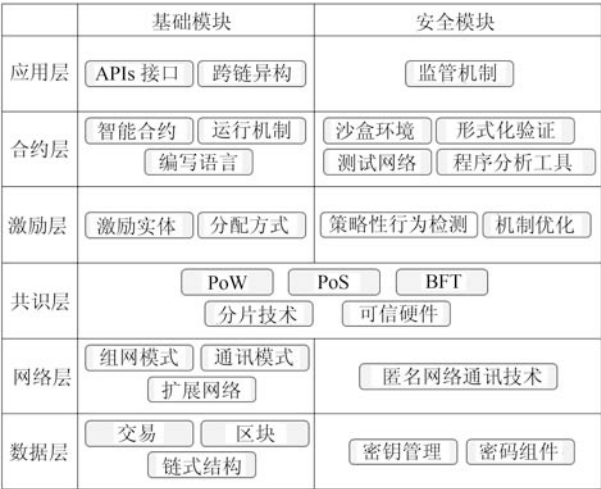 基础模块 安全模块
应用层 APIs 接口 跨链异构 监管机制
智能合约 运行机制 沙盒环境 形式化验证
合约层
编写语言 测试网络 程序分析工具
激励层 激励实体 分配方式 策略性行为检测 机制优化
PoW PoS BFT
共识层
分片技术 可信硬件
组网模式 通讯模式
网络层 匿名网络通讯技术
扩展网络
交易 区块
数据层 密钥管理 密码组件
链式结构